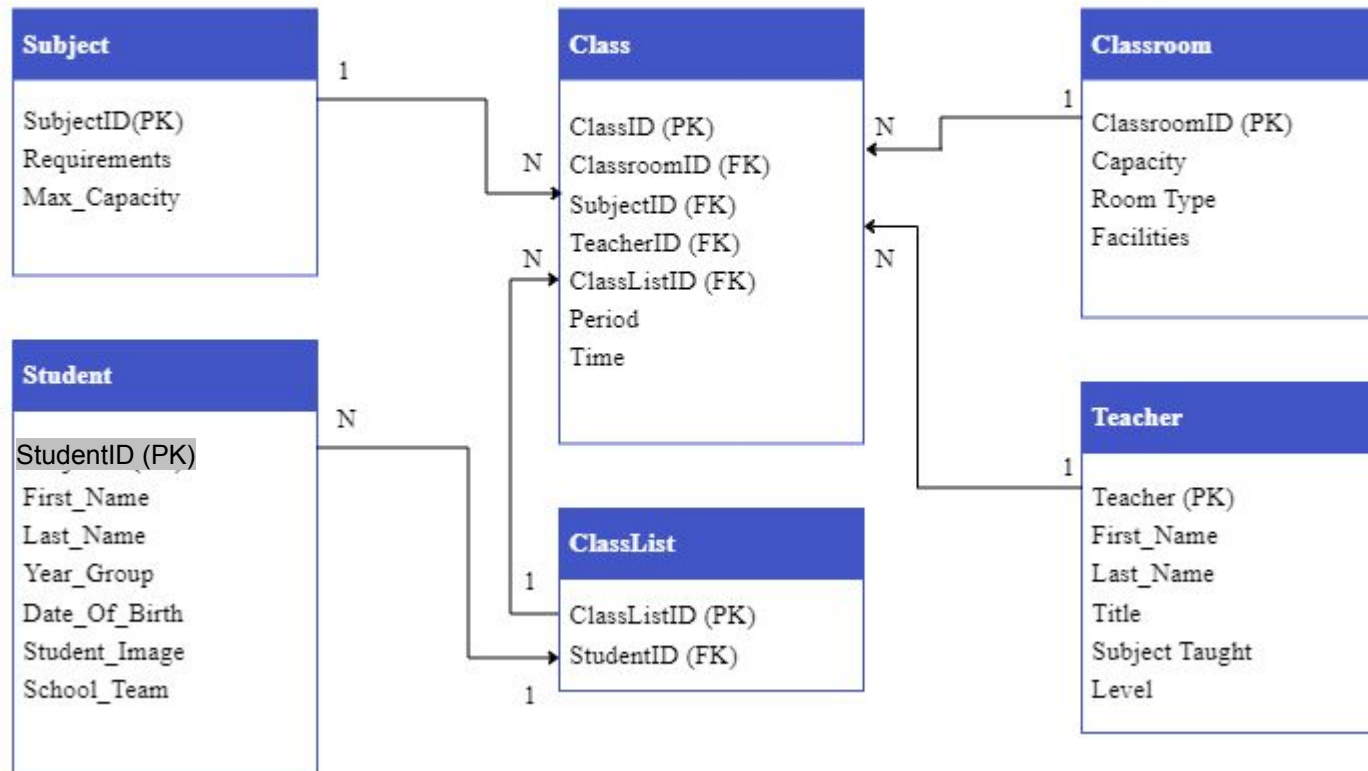 Subject
SubjectID(PK)
Requirements
Max_Capacity
1
N
Class
ClassID (PK)
ClassroomID (FK)
SubjectID (FK)
TeacherID (FK)
ClassListID (FK)
Period
Time
N
N
N
Classroom
1
ClassroomID (PK)
Capacity
Room Type
Facilities
Student
StudentID (PK)
First_Name
Last_Name
Year_Group
Date_Of_Birth
Student_Image
School_Team
N
1
1
ClassList
ClassListID (PK)
StudentID (FK)
Teacher
1
Teacher (PK)
First_Name
Last_Name
Title
Subject Taught
Level